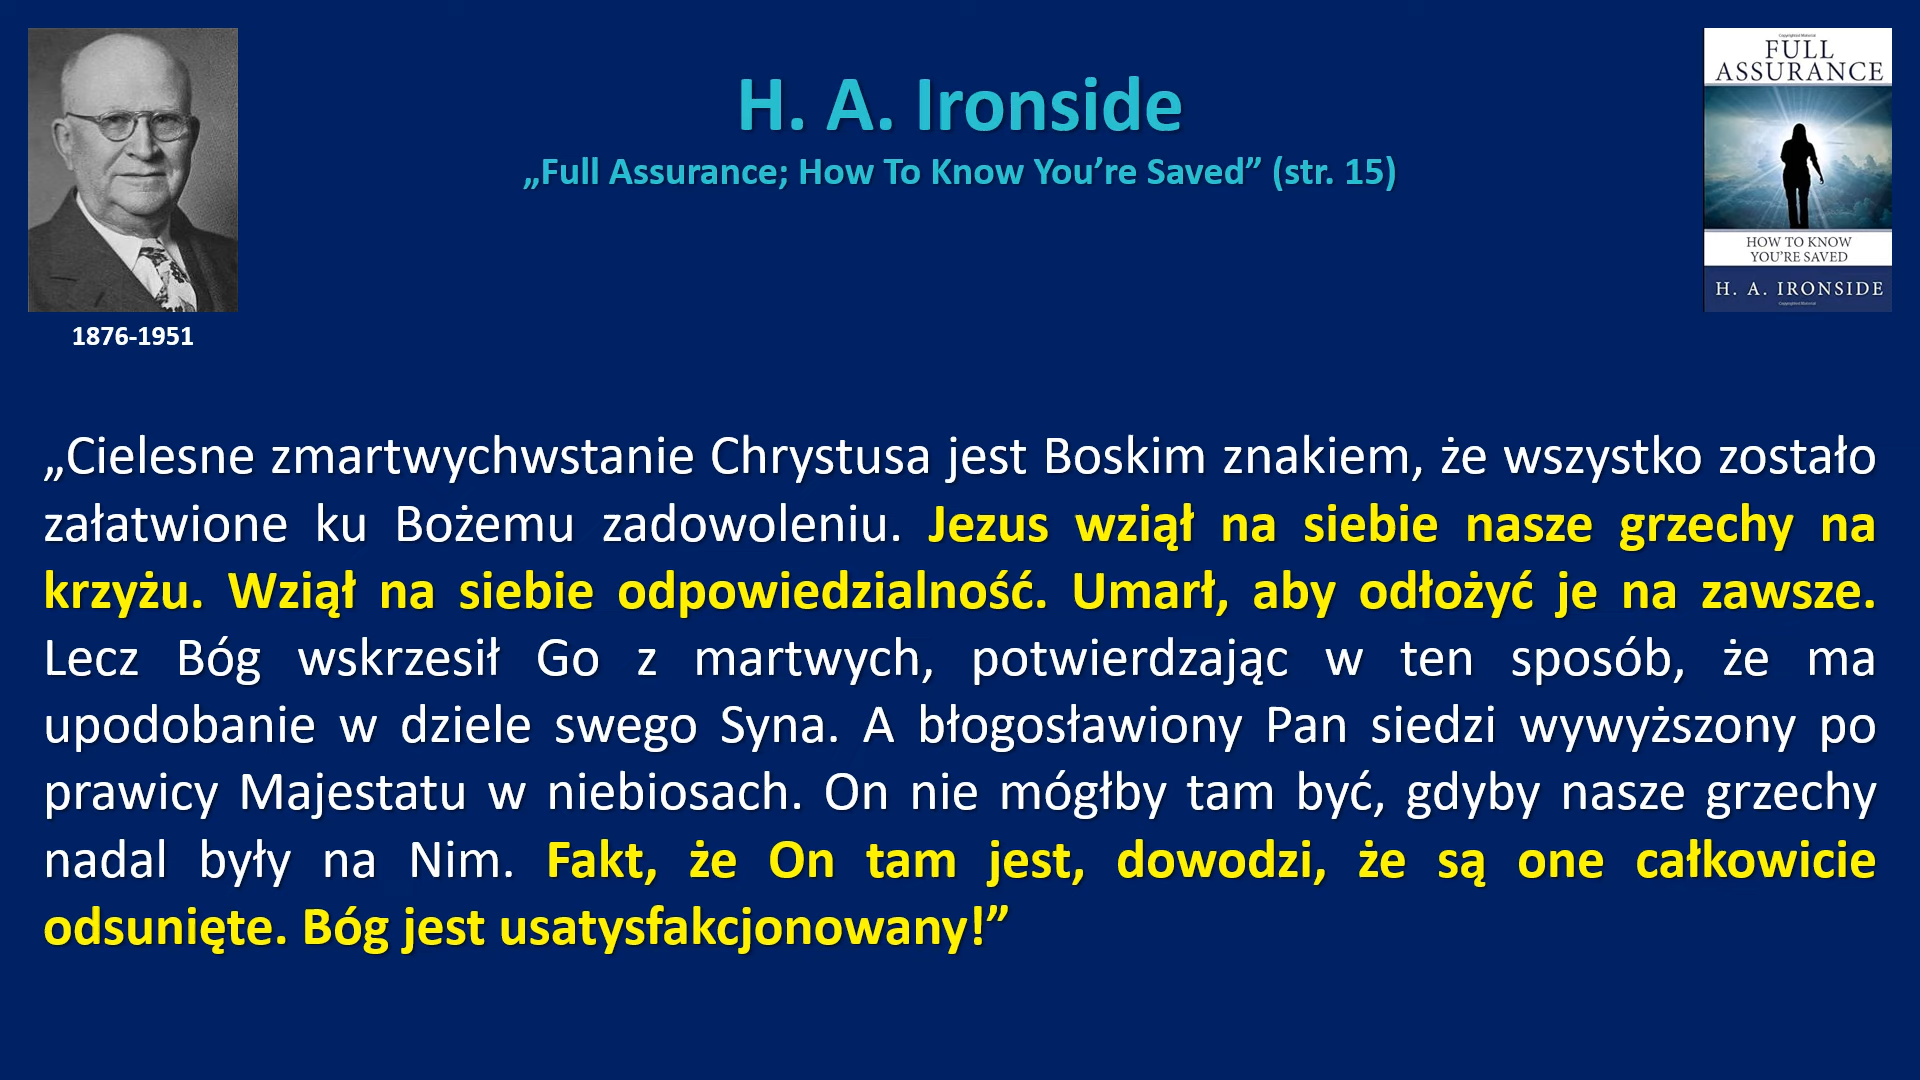 H. A. Ironside
„Full Assurance; How To Know You’re Saved” (str. 15)
1876-1951
FULL
ASSURANCE
HOW TO KNOW
YOU’RE SAVED
H. A. IRONSIDE
„Cielesne zmartwychwstanie Chrystusa jest Boskim znakiem, że wszystko zostało
załatwione ku Bożemu zadowoleniu. Jezus wziął na siebie nasze grzechy na
krzyżu. Wziął na siebie odpowiedzialność. Umarł, aby odłożyć je na zawsze.
Lecz Bóg wskrzesił Go z martwych, potwierdzając w ten sposób, że ma
upodobanie w dziele swego Syna. A błogosławiony Pan siedzi wywyższony po
prawicy Majestatu w niebiosach. On nie mógłby tam być, gdyby nasze grzechy
nadal były na Nim. Fakt, że On tam jest, dowodzi, że są one całkowicie
odsunięte. Bóg jest usatysfakcjonowany!”